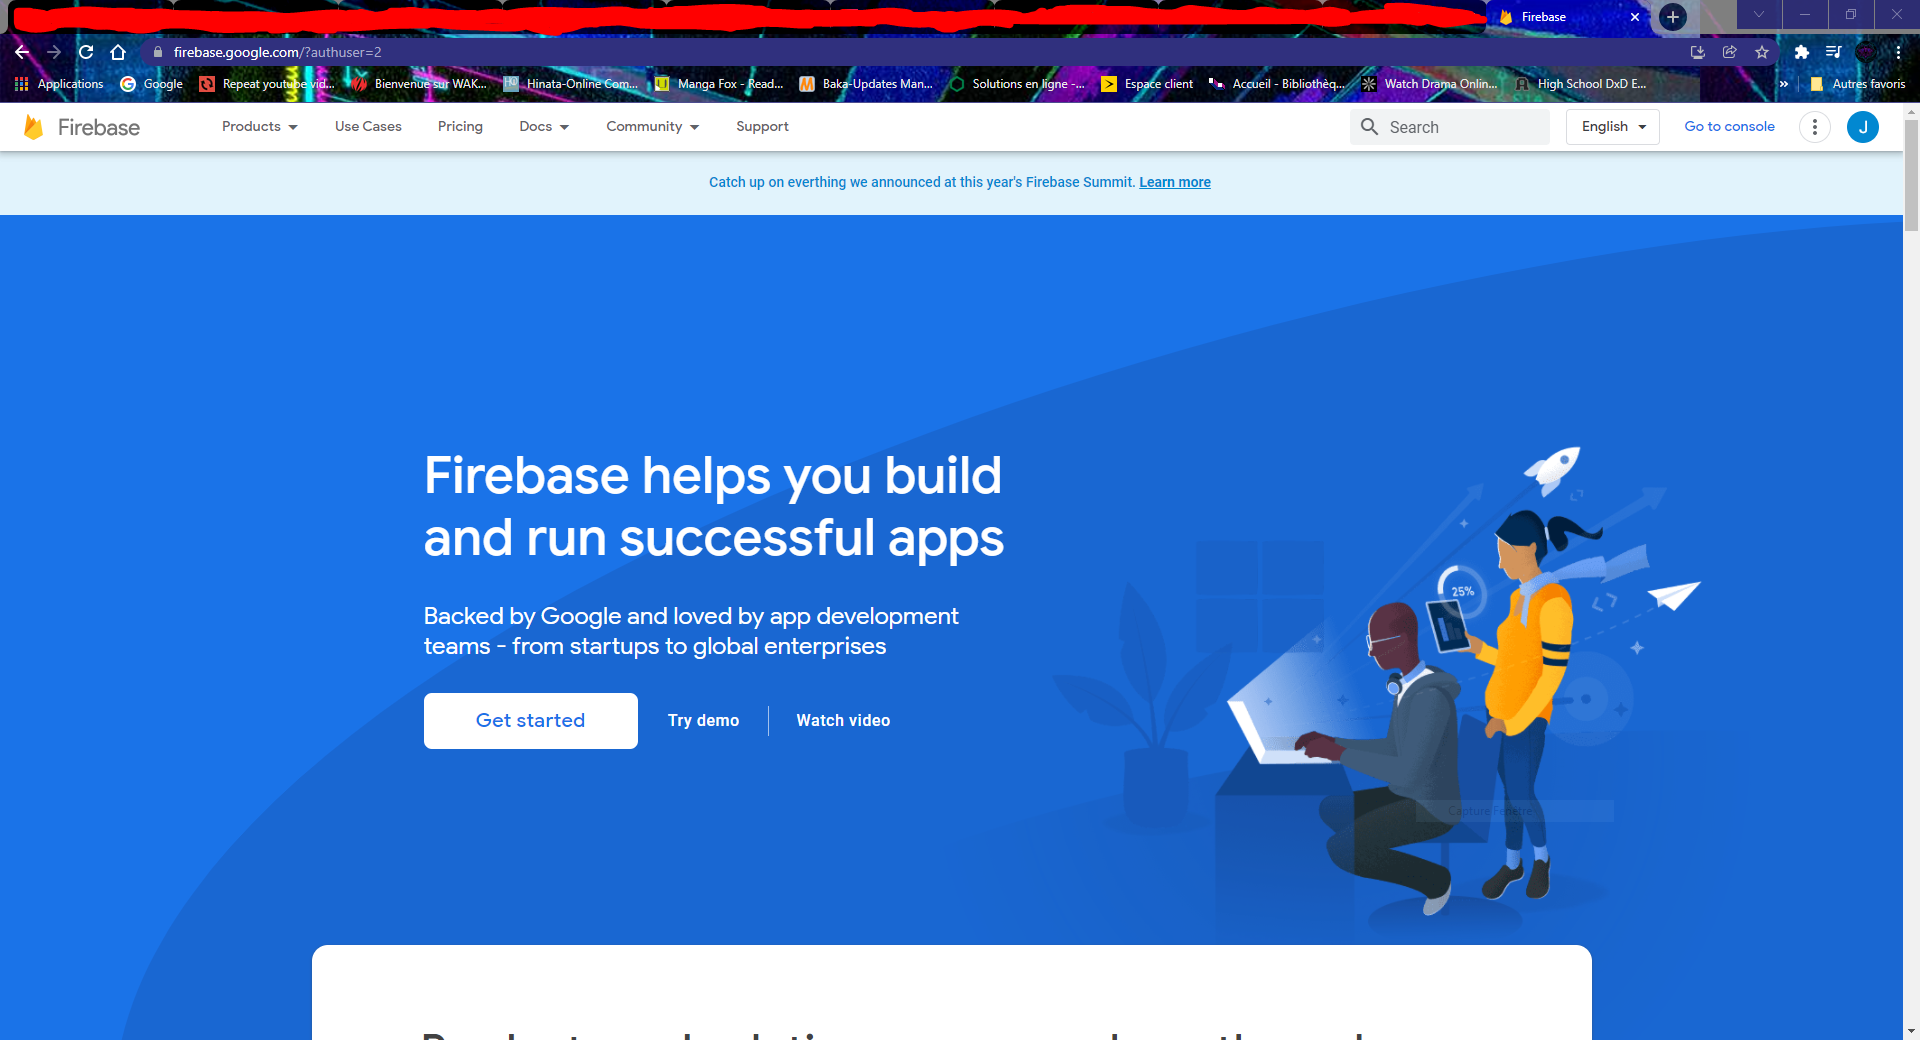 Firebase
firebase.google.com/?authuser=2
Applications
Google
Repeat youtube vid...
Bienvenue sur WAK...
Hinata-Online Com...
Manga Fox - Read...
Baka-Updates Man...
Solutions en ligne -...
Espace client
Accueil - Bibliothèq...
Watch Drama Onlin...
High School DxD E...
»
Autres favoris
Firebase
Products
Use Cases
Pricing
Docs
Community
Support
Search
English
Go to console
J
Catch up on everthing we announced at this year's Firebase Summit. Learn more
Firebase helps you build
and run successful apps
Backed by Google and loved by app development
teams - from startups to global enterprises
Get started
Try demo
Watch video
25%
Capture Fenêtre